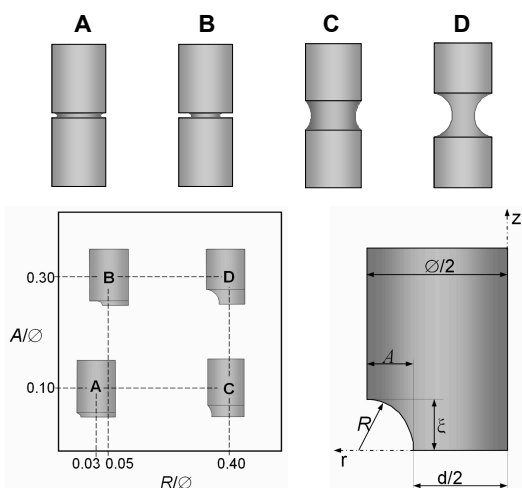 A B C D
0.30 B D
A/∅
0.10 A C
0.03 0.05 0.40
R/∅
z
∅/2
A
R ξ
r
d/2